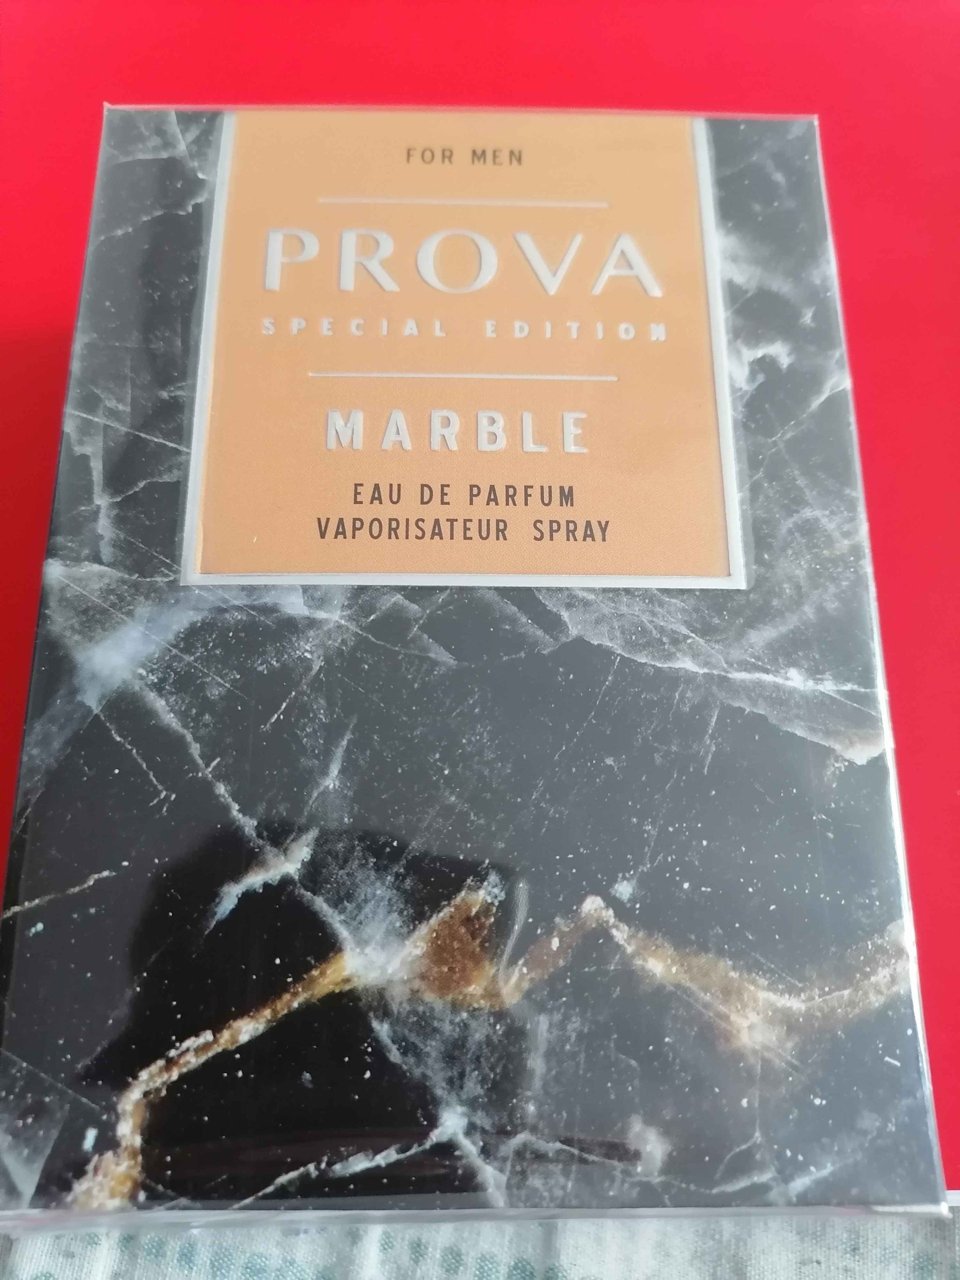 FOR MEN
PROVA
SPECIAL EDITION
MARBLE
EAU DE PARFUM
VAPORISATEUR SPRAY